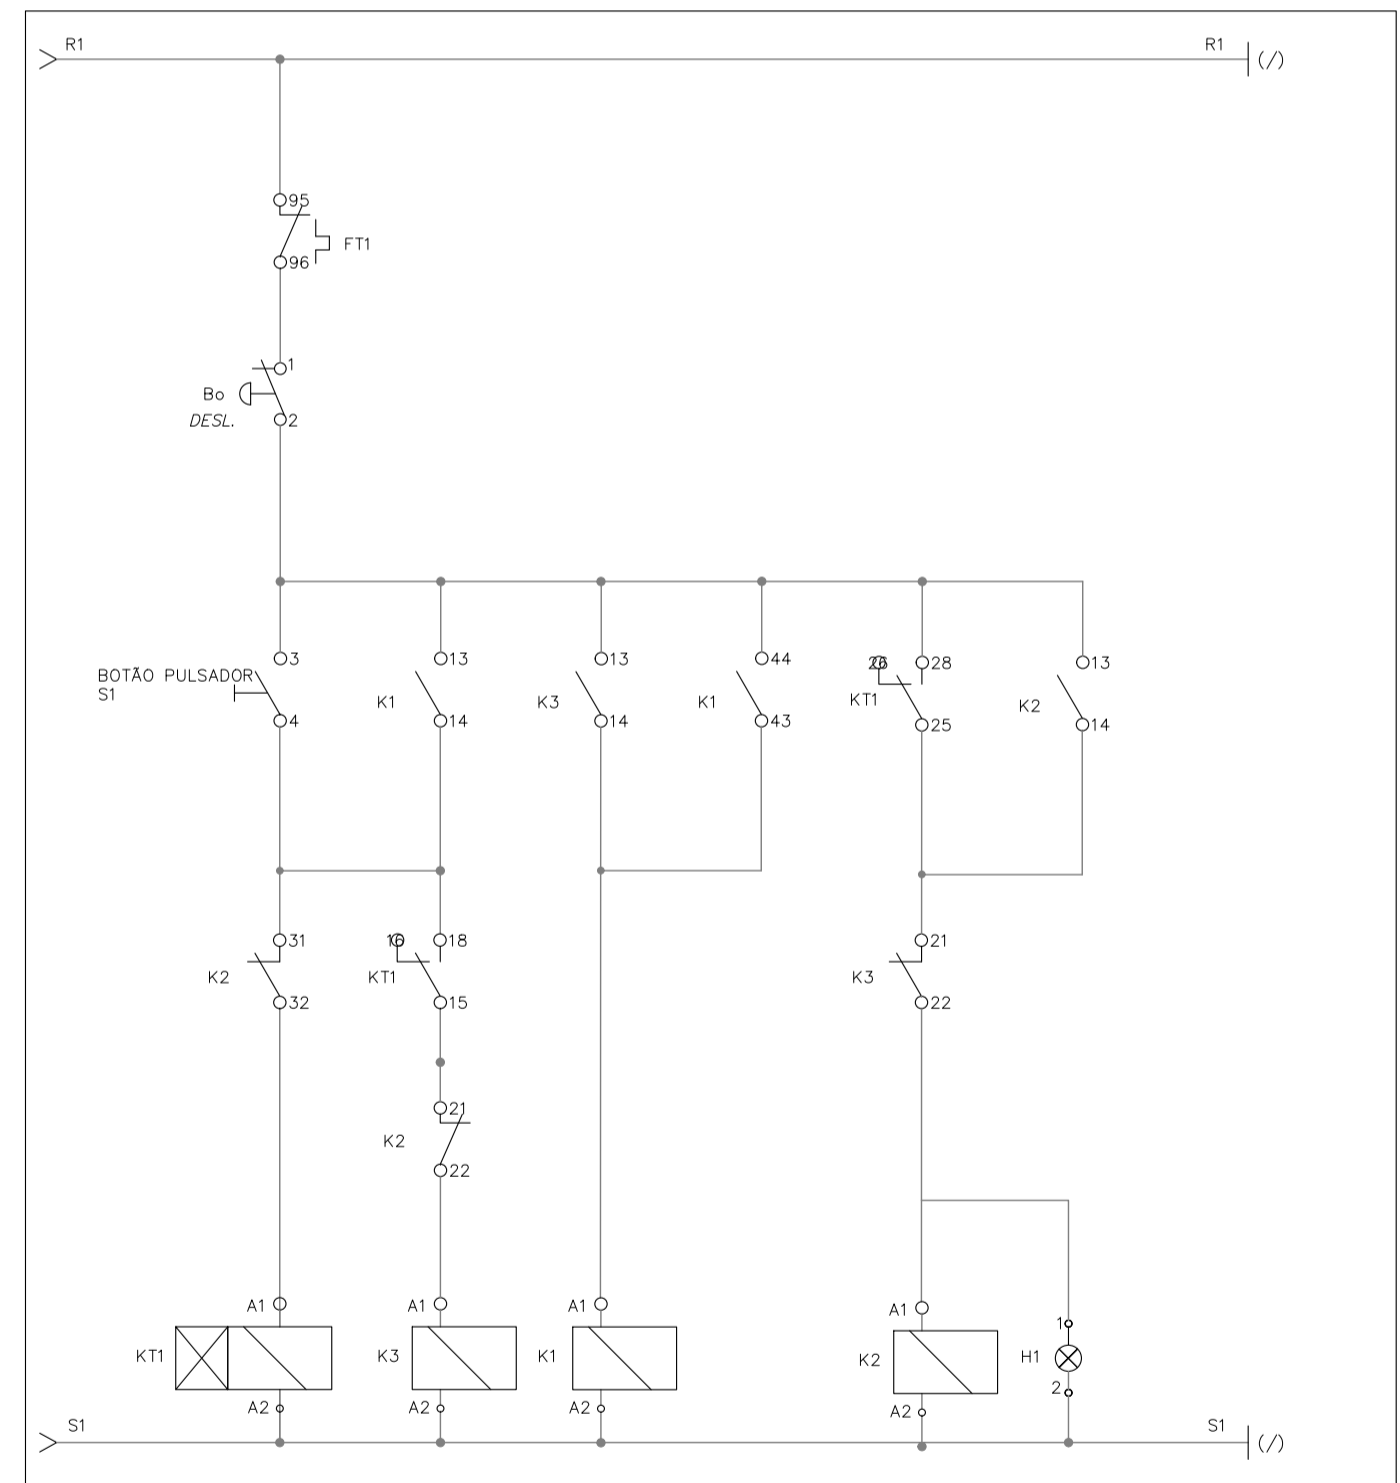 R1
R1
(/)
95
FT1
96
1
Bo
DESL.
2
3
13
13
44
28
13
BOTÃO PULSADOR
S1
K1
K3
K1
KT1
K2
4
14
14
43
25
14
31
18
21
K2
KT1
K3
32
15
22
21
K2
22
A1
A1
A1
A1
1
KT1
K3
K1
K2
H1
2
A2
A2
A2
A2
S1
S1
(/)